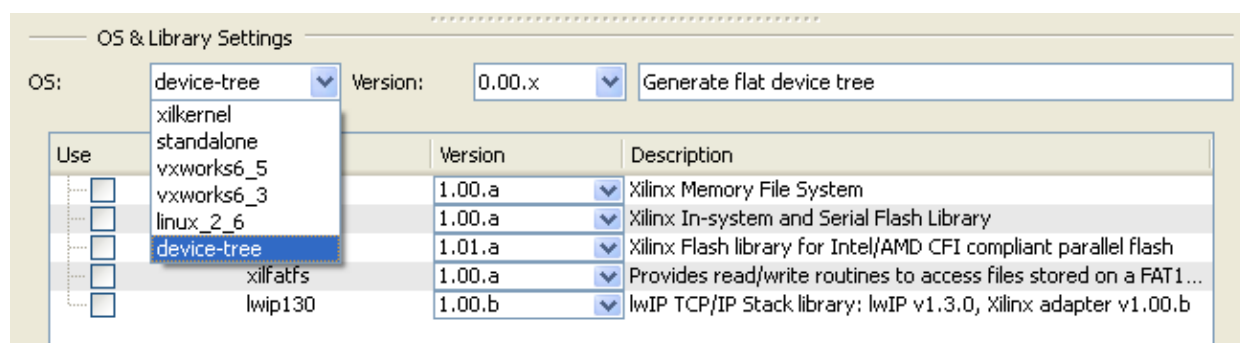 OS & Library Settings
OS: device-tree Version: 0.00.x Generate flat device tree
xilkernel
standalone
vxworks6_5
vxworks6_3
linux_2_6
device-tree
Use Version Description
1.00.a Xilinx Memory File System
1.00.a Xilinx In-system and Serial Flash Library
1.01.a Xilinx Flash library for Intel/AMD CFI compliant parallel flash
xilfatfs 1.00.a Provides read/write routines to access files stored on a FAT1...
lwip130 1.00.b lwIP TCP/IP Stack library: lwIP v1.3.0, Xilinx adapter v1.00.b